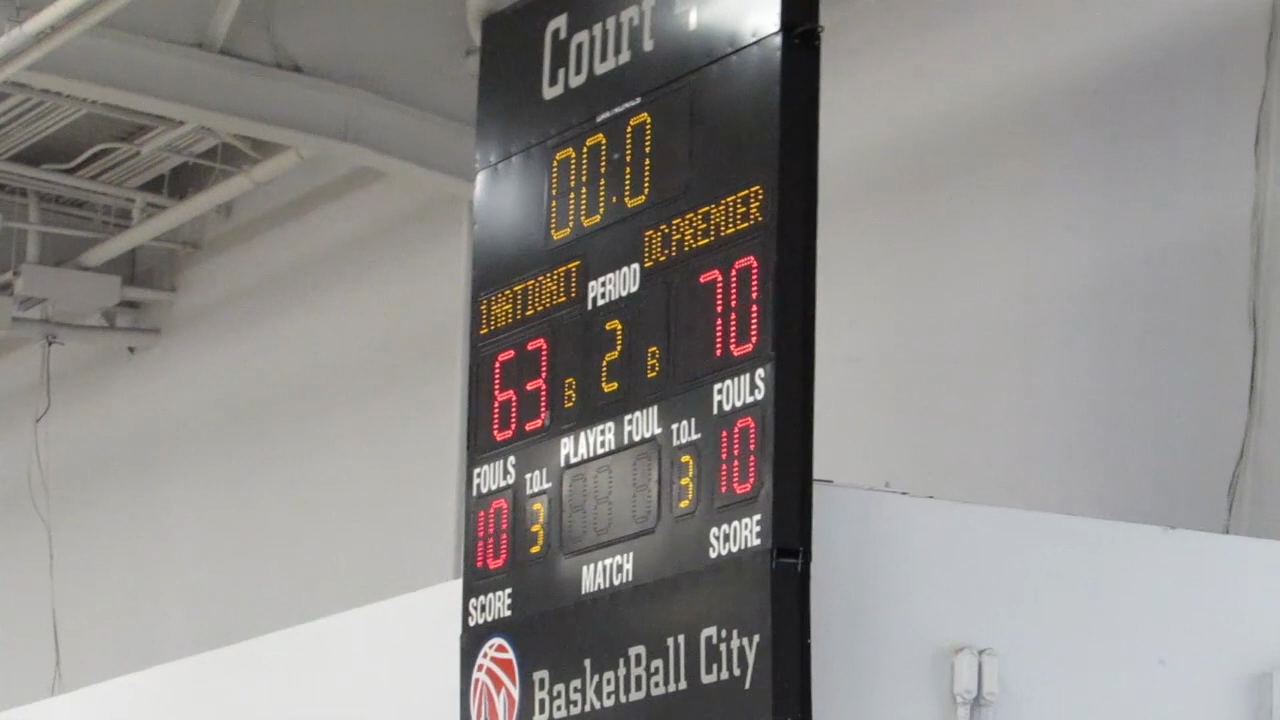 Court
00.0
1NATIONIT PERIOD DCPREMIER
63 B 2 B 70
FOULS T.O.L. PLAYER FOUL T.O.L. FOULS
10 3 3 10
SCORE MATCH SCORE
BasketBall City